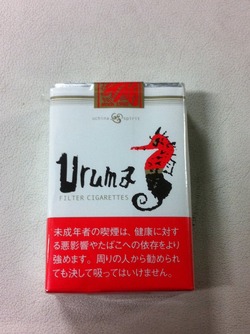 Uruma
FILTER CIGARETTES
未成年者の喫煙は、健康に対す
る悪影響やたばこへの依存をより
強めます。周りの人から勧められ
ても決して吸ってはいけません。